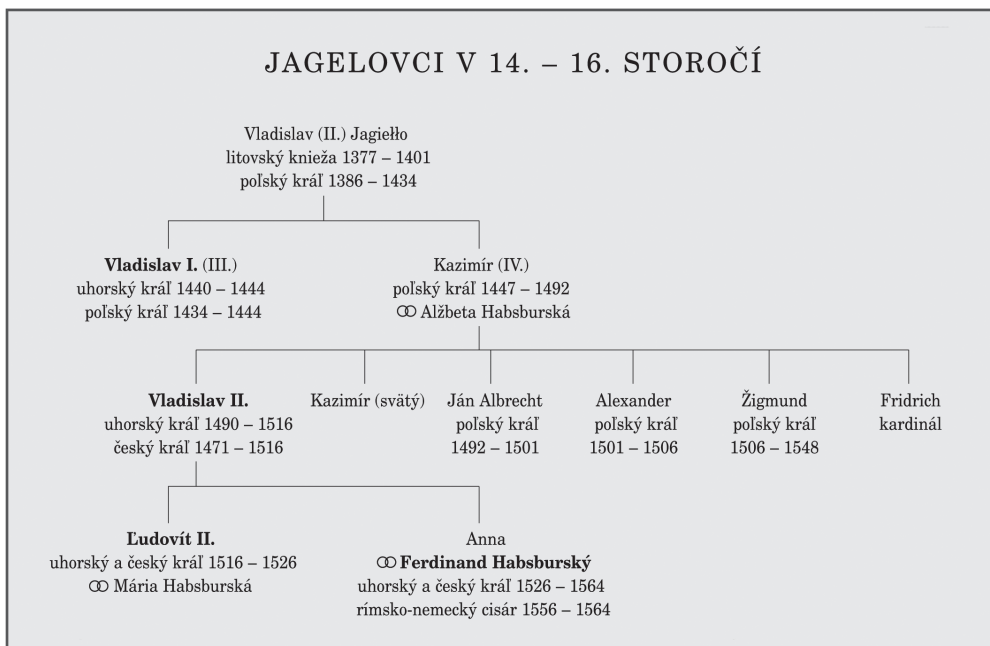 JAGELOVCI V 14. – 16. STOROČÍ
Vladislav (II.) Jagiełło
litovský knieža 1377 – 1401
poľský kráľ 1386 – 1434
Vladislav I. (III.)
uhorský kráľ 1440 – 1444
poľský kráľ 1434 – 1444
Kazimír (IV.)
poľský kráľ 1447 – 1492
Alžbeta Habsburská
Vladislav II.
uhorský kráľ 1490 – 1516
český kráľ 1471 – 1516
Kazimír (svätý)
Ján Albrecht
poľský kráľ
1492 – 1501
Alexander
poľský kráľ
1501 – 1506
Žigmund
poľský kráľ
1506 – 1548
Fridrich
kardinál
Ľudovít II.
uhorský a český kráľ 1516 – 1526
Mária Habsburská
Anna
Ferdinand Habsburský
uhorský a český kráľ 1526 – 1564
rímsko-nemecký cisár 1556 – 1564